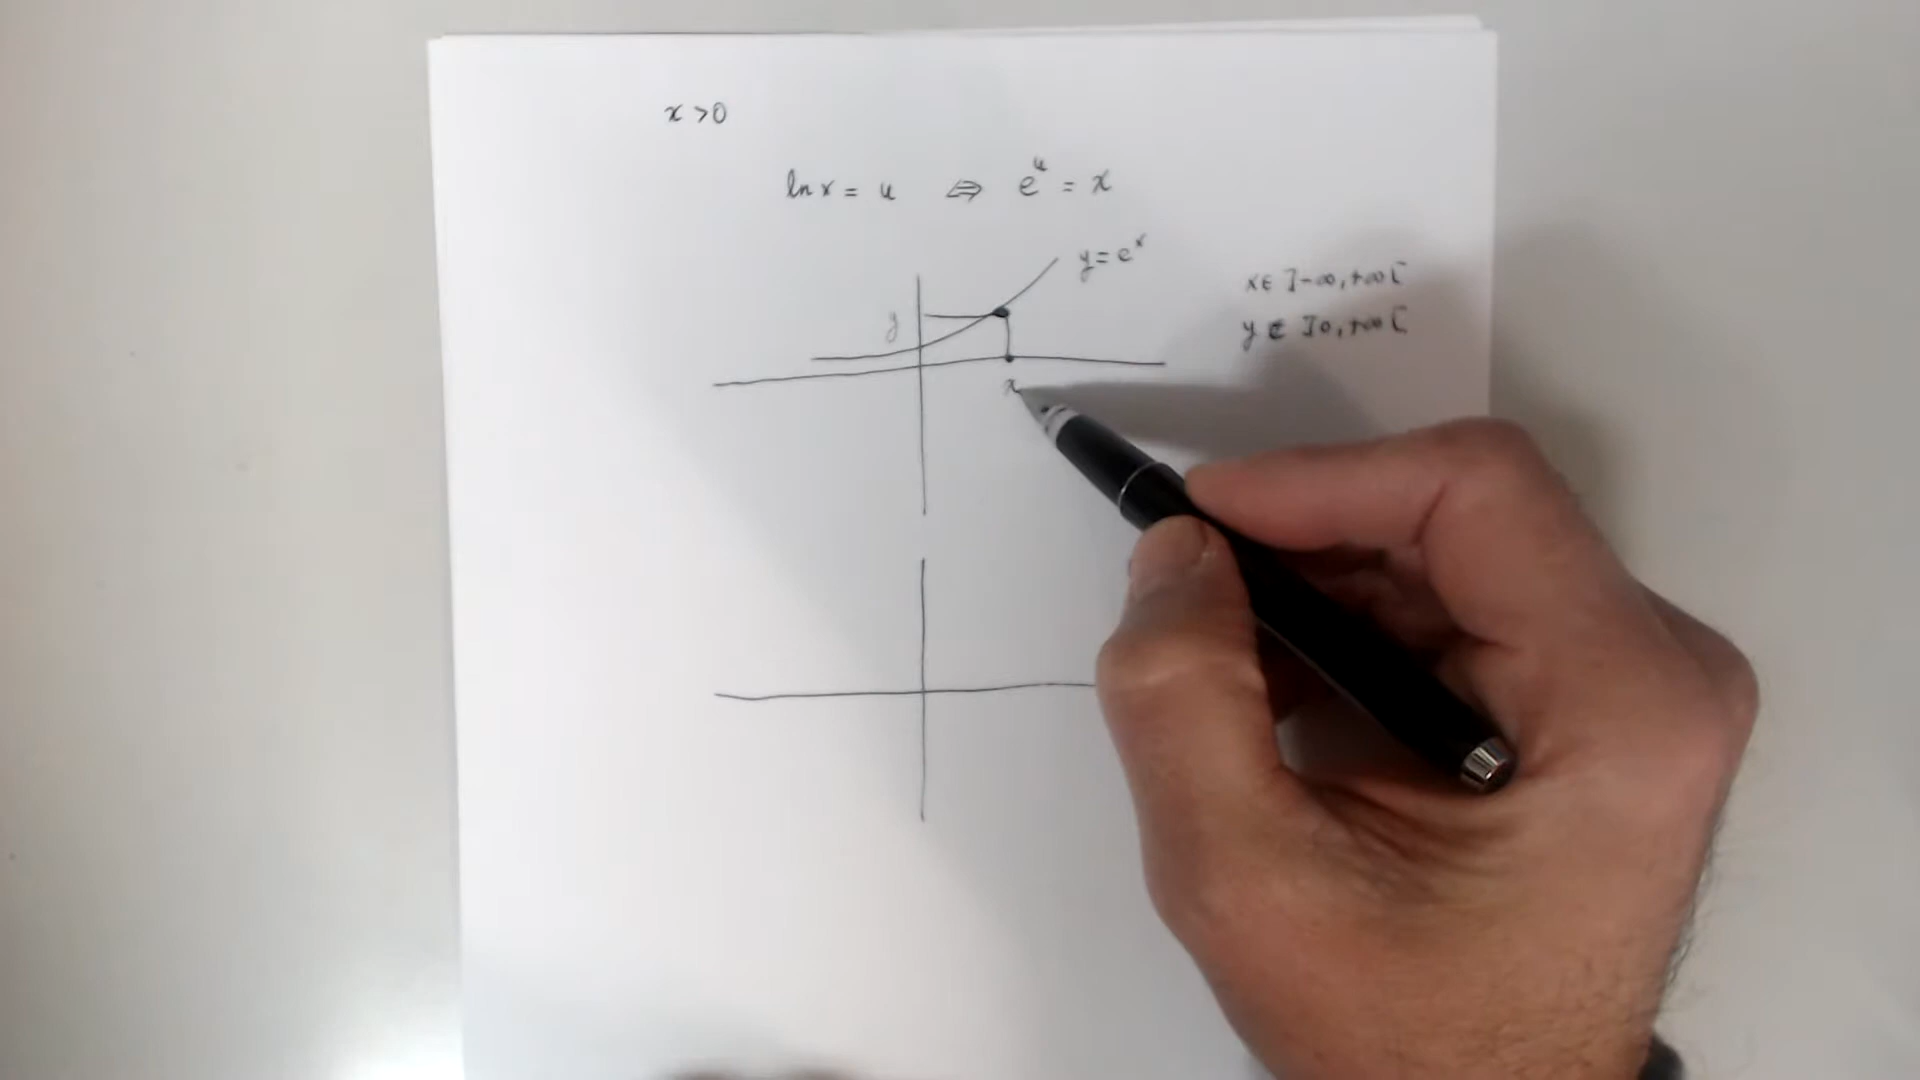 x > 0
ln x = u ⇔ e^u = x
y = e^x
x ∈ ]-∞, +∞[
y ∈ ]0, +∞[
y
x